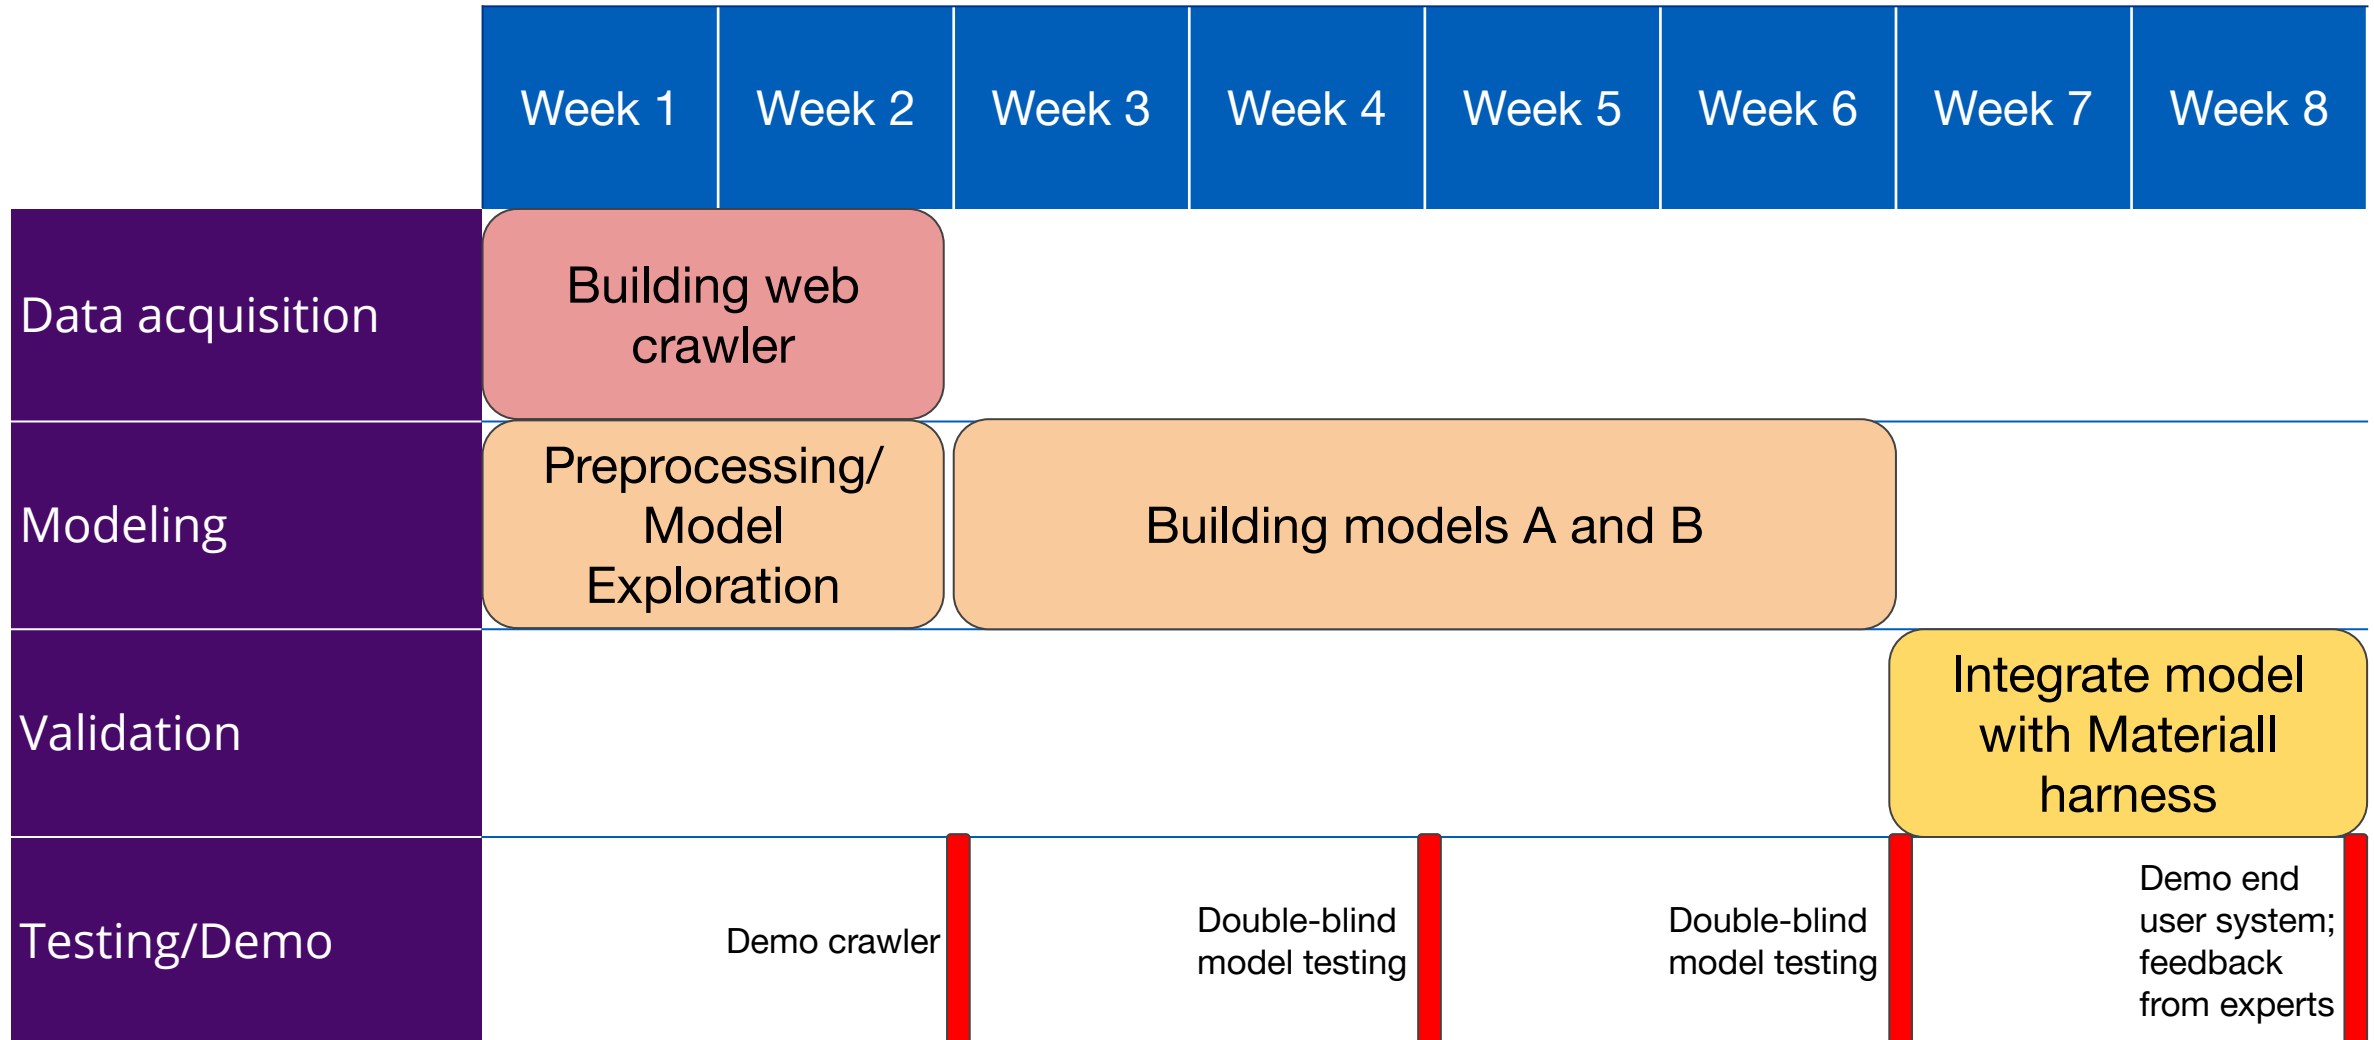 Week 1
Week 2
Week 3
Week 4
Week 5
Week 6
Week 7
Week 8
Data acquisition
Building web
crawler
Modeling
Preprocessing/
Model
Exploration
Building models A and B
Validation
Integrate model
with Materiall
harness
Testing/Demo
Demo crawler
Double-blind
model testing
Double-blind
model testing
Demo end
user system;
feedback
from experts